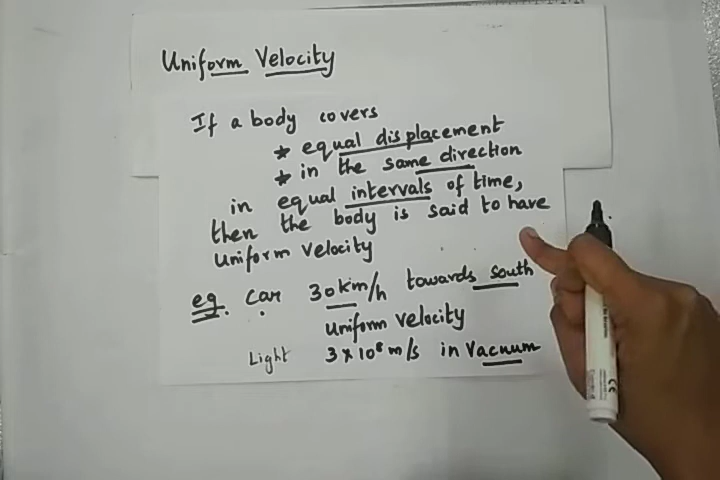 Uniform Velocity
If a body covers
* equal displacement
* in the same direction
in equal intervals of time,
then the body is said to have
Uniform Velocity
eg. Car 30km/h towards south
Uniform Velocity
Light 3 x 10⁸ m/s in Vacuum